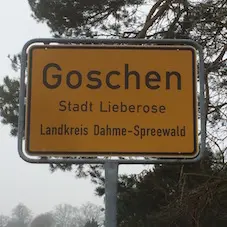 Goschen
Stadt Lieberose
Landkreis Dahme-Spreewald